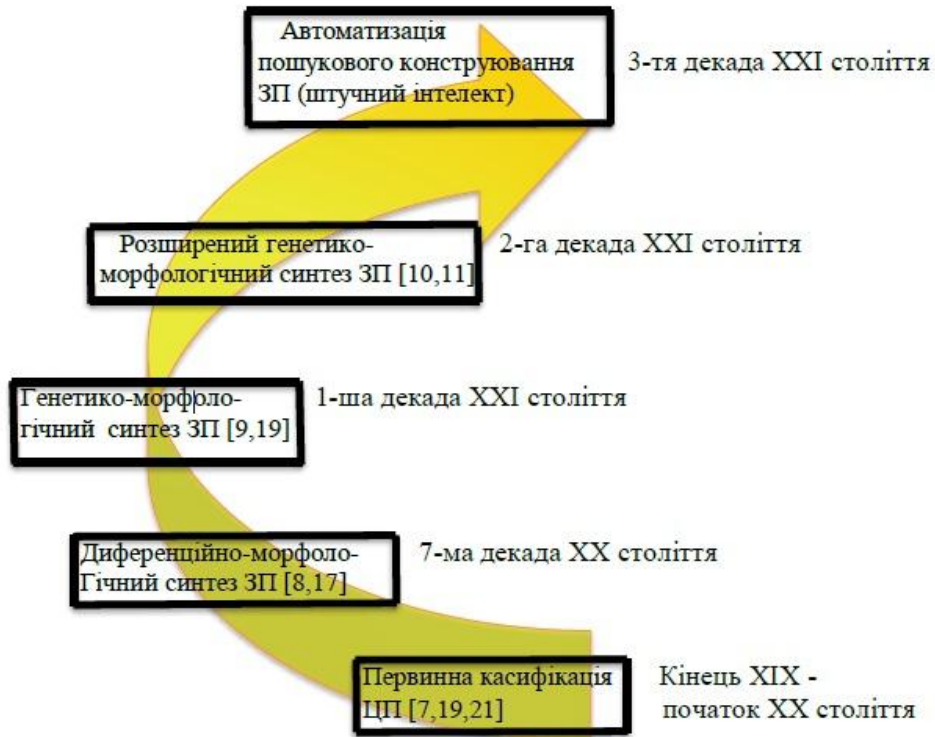 Автоматизація
пошукового конструювання
ЗП (штучний інтелект)
3-тя декада XXI століття
Розширений генетико-
морфологічний синтез ЗП [10,11]
2-га декада XXI століття
Генетико-морфоло-
гічний синтез ЗП [9,19]
1-ша декада XXI століття
Диференційно-морфоло-
Гічний синтез ЗП [8,17]
7-ма декада XX століття
Первинна касифікація
ЦП [7,19,21]
Кінець XIX -
початок XX століття